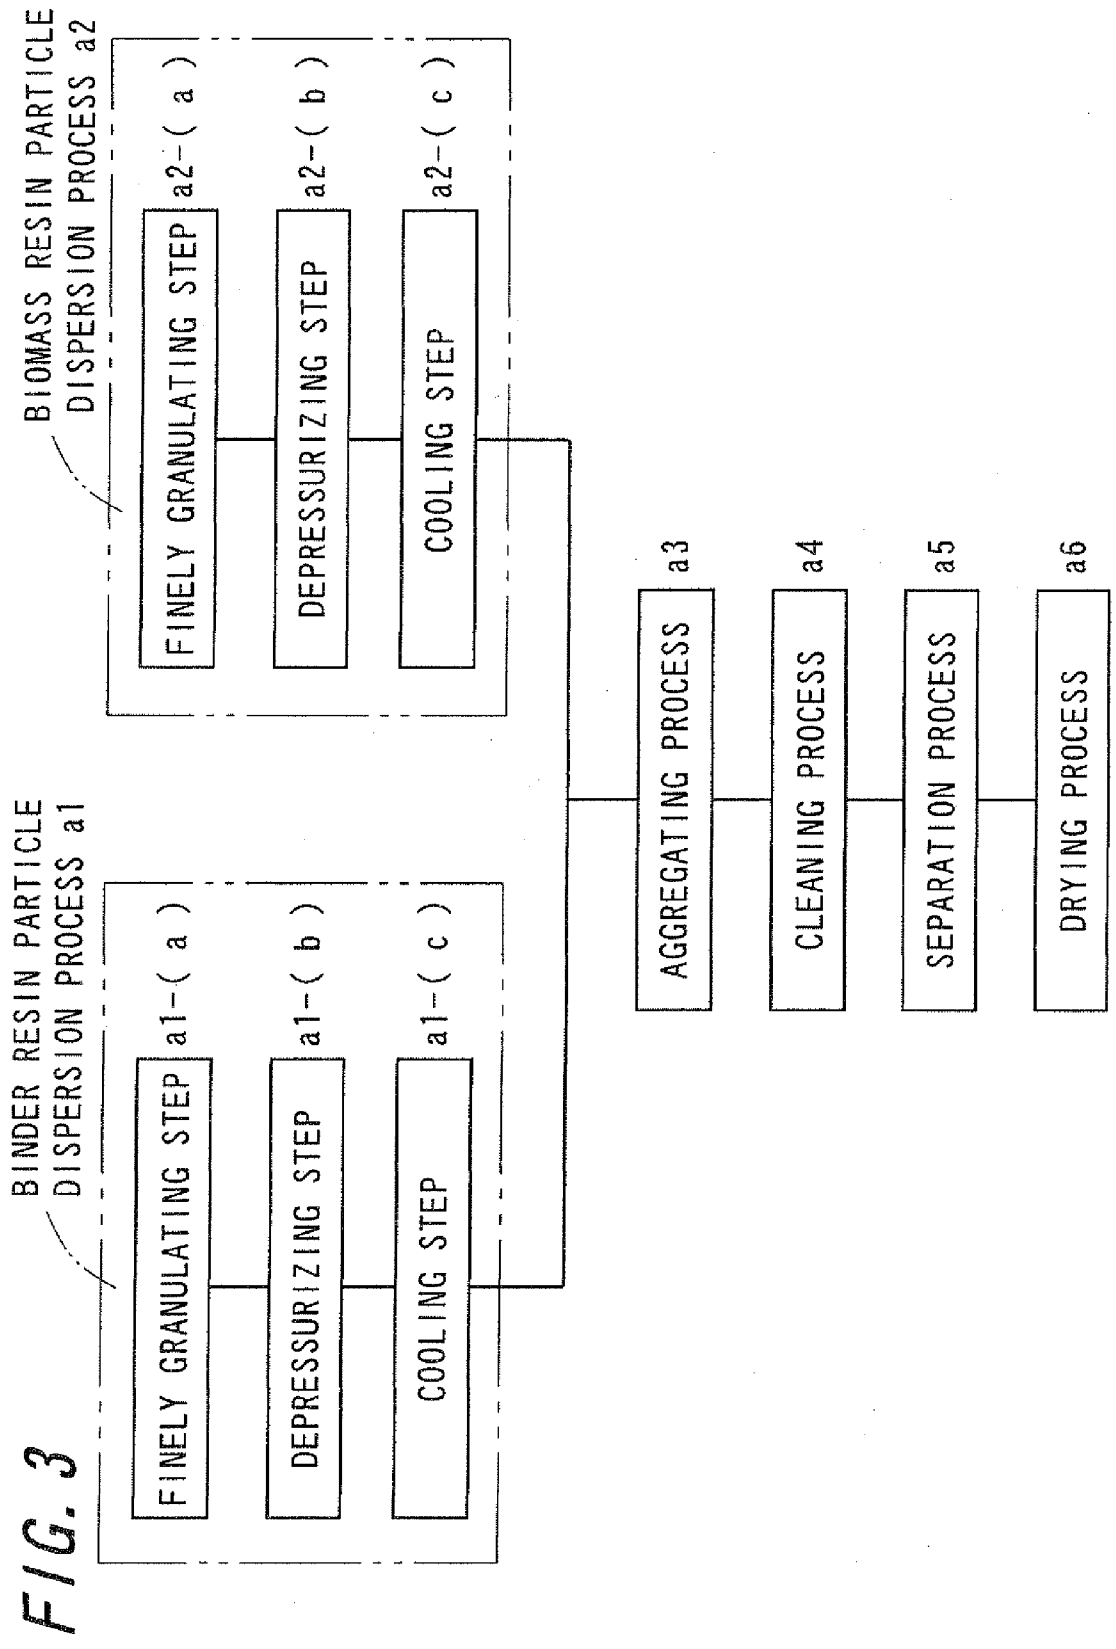 FIG. 3
BINDER RESIN PARTICLE
DISPERSION PROCESS a1
FINELY GRANULATING STEP
a1-(a)
DEPRESSURIZING STEP
a1-(b)
COOLING STEP
a1-(c)
BIOMASS RESIN PARTICLE
DISPERSION PROCESS a2
FINELY GRANULATING STEP
a2-(a)
DEPRESSURIZING STEP
a2-(b)
COOLING STEP
a2-(c)
AGGREGATING PROCESS
a3
CLEANING PROCESS
a4
SEPARATION PROCESS
a5
DRYING PROCESS
a6